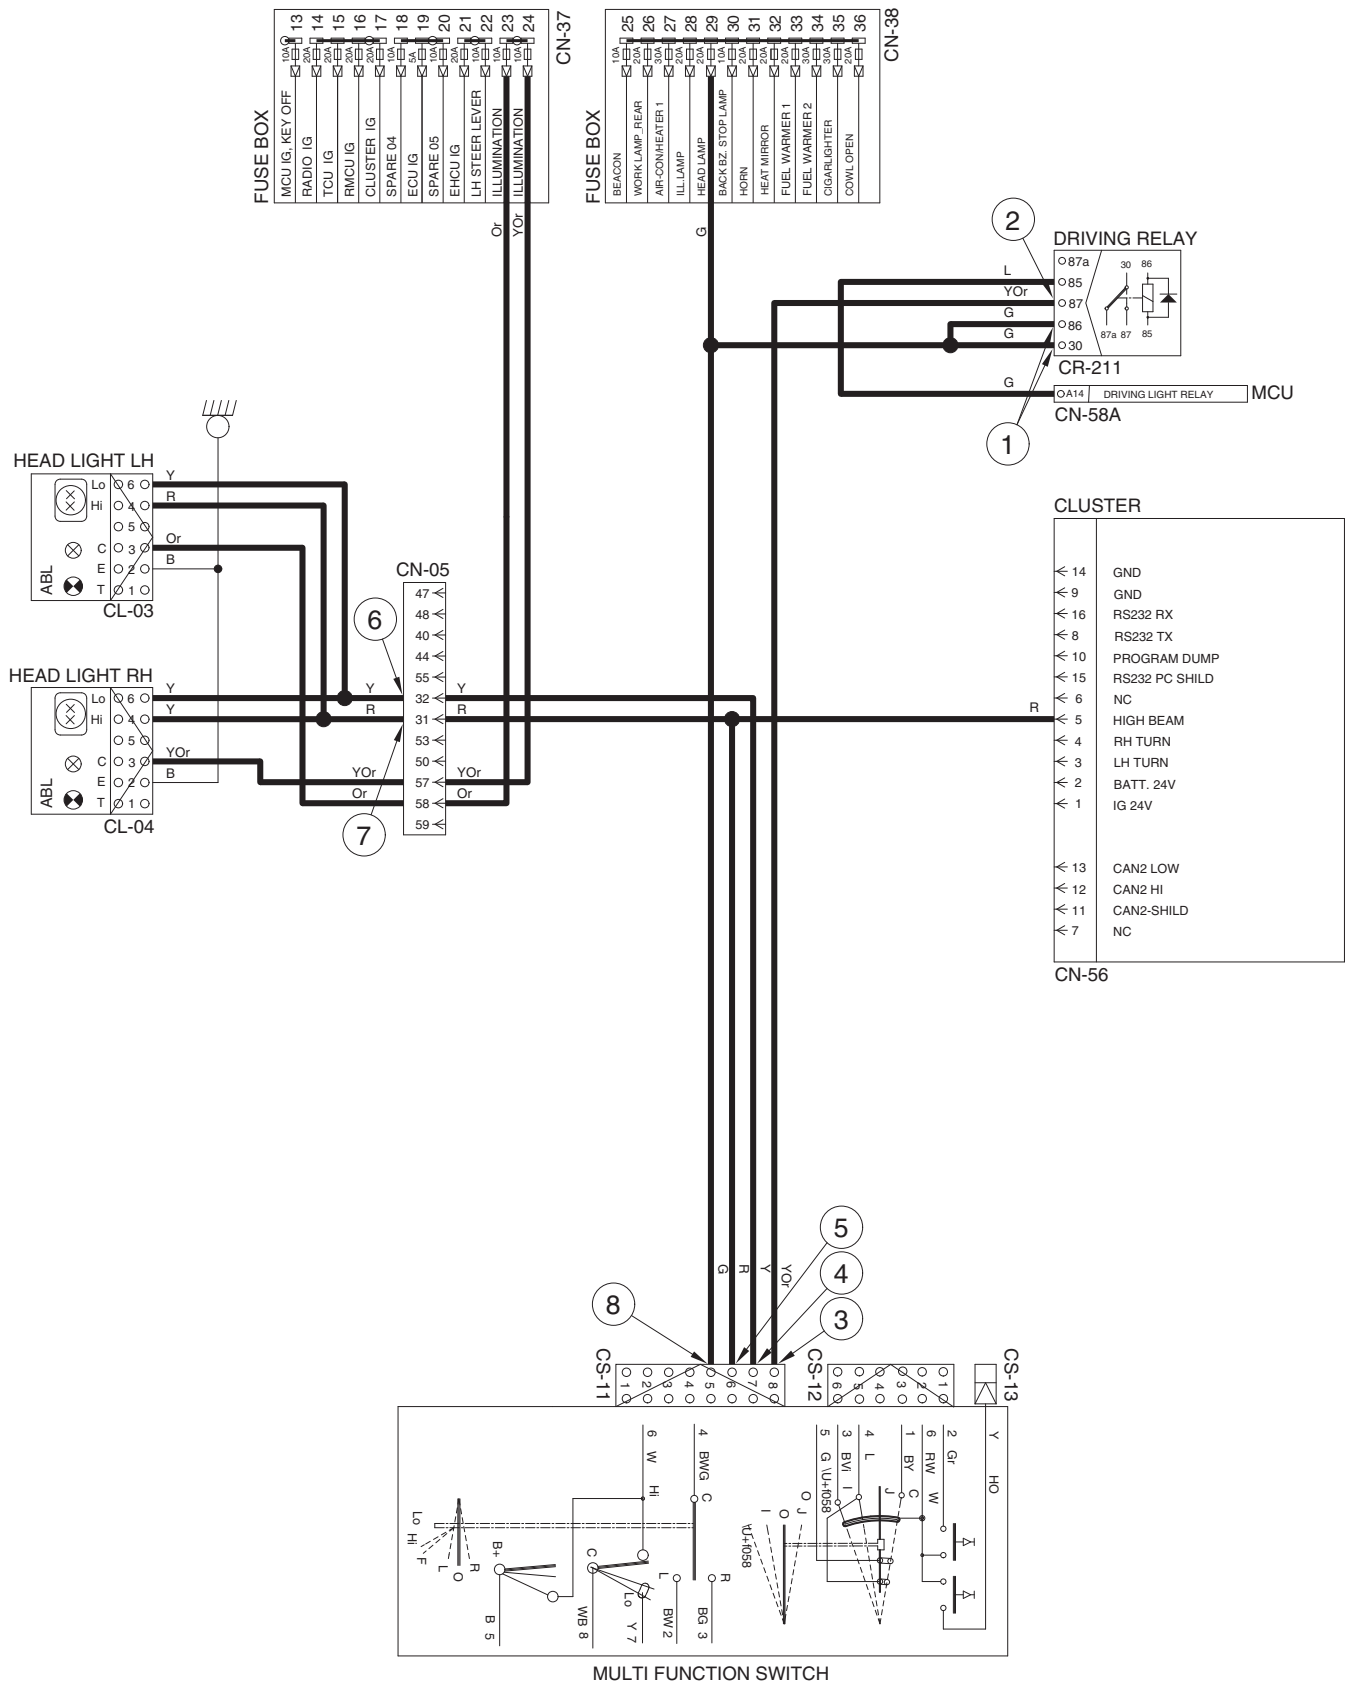 FUSE BOX
CN-37
13 14 15 16 17 18 19 20 21 22 23 24
10A 20A 20A 20A 20A 10A 5A 10A 20A 10A 10A 10A
MCU IG, KEY OFF
RADIO IG
TCU IG
RMCU IG
CLUSTER IG
SPARE 04
ECU IG
SPARE 05
EHCU IG
LH STEER LEVER
ILLUMINATION
ILLUMINATION
Or
YOr
FUSE BOX
CN-38
25 26 27 28 29 30 31 32 33 34 35 36
10A 20A 30A 20A 20A 10A 20A 20A 20A 30A 30A 20A
BEACON
WORK LAMP_REAR
AIR-CON/HEATER 1
ILL.LAMP
HEAD LAMP
BACK BZ. STOP LAMP
HORN
HEAT MIRROR
FUEL WARMER 1
FUEL WARMER 2
CIGARLIGHTER
COWL OPEN
G
2
DRIVING RELAY
87a
L 85
YOr 87
G 86
G 30
30 86
87a 87 85
CR-211
G A14 DRIVING LIGHT RELAY MCU
CN-58A
1
HEAD LIGHT LH
Lo 6 Y
Hi 4 R
5
C 3 Or
E 2 B
T 1
ABL
CL-03
HEAD LIGHT RH
Lo 6 Y
Hi 4 Y
5
C 3 YOr
E 2 B
T 1
ABL
CL-04
CN-05
47
48
40
44
55
Y 32 Y
R 31 R
53
50
YOr 57 YOr
Or 58 Or
59
6
7
CLUSTER
14 GND
9 GND
16 RS232 RX
8 RS232 TX
10 PROGRAM DUMP
15 RS232 PC SHILD
6 NC
R 5 HIGH BEAM
4 RH TURN
3 LH TURN
2 BATT. 24V
1 IG 24V
13 CAN2 LOW
12 CAN2 HI
11 CAN2-SHILD
7 NC
CN-56
5
4
3
8
G R Y YOr
CS-11
1 2 3 4 5 6 7 8
CS-12
6 5 4 3 2 1
CS-13
6 W Hi
4 BWG C
5 G \U+f058
3 BVi I
4 L
J
1 BY C
6 RW W
2 Gr
Y HO
Lo Hi F L O R
B+
B 5
C
WB 8
Lo
Y 7
L
BW 2
R
BG 3
\U+f058 I O J O
MULTI FUNCTION SWITCH